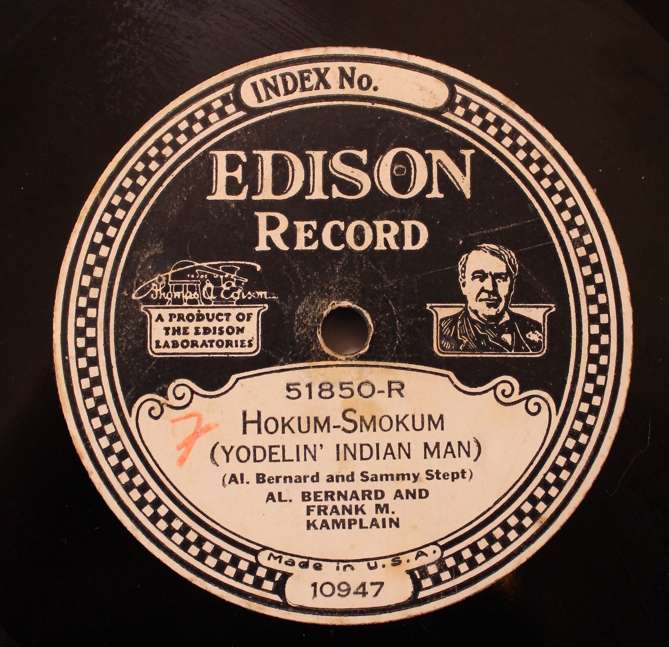 INDEX No.
EDISON
RECORD
Thomas A Edison
A PRODUCT OF
THE EDISON
LABORATORIES
51850-R
7
HOKUM-SMOKUM
(YODELIN' INDIAN MAN)
(Al. Bernard and Sammy Stept)
AL. BERNARD AND
FRANK M.
KAMPLAIN
Made in U.S.A.
10947